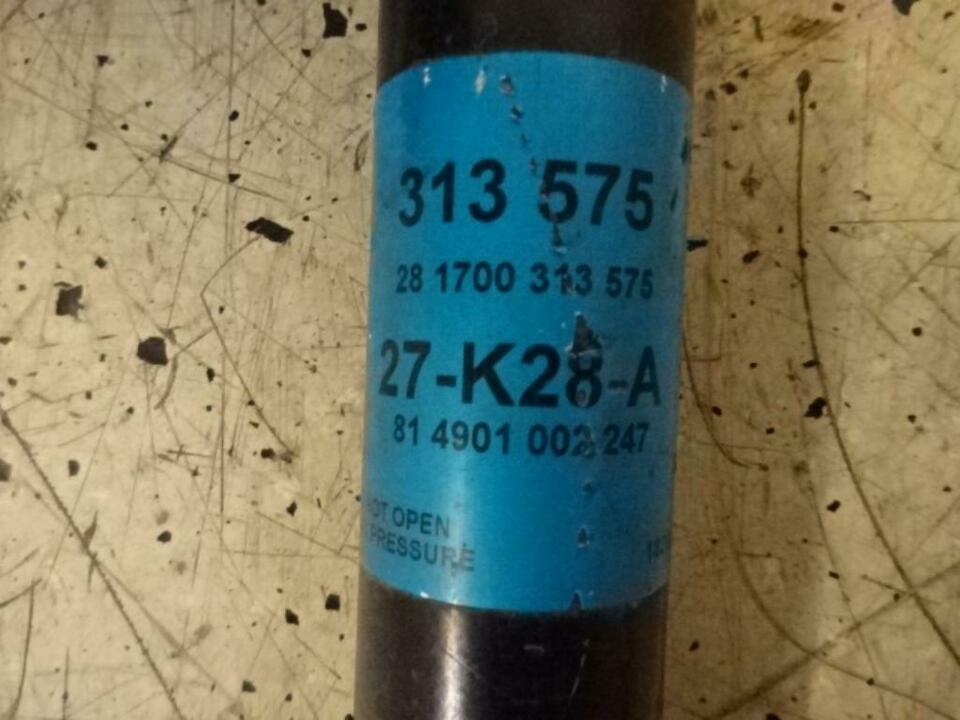 313 575
28 1700 313 575
27-K28-A
81 4901 002 247
OT OPEN
PRESSURE